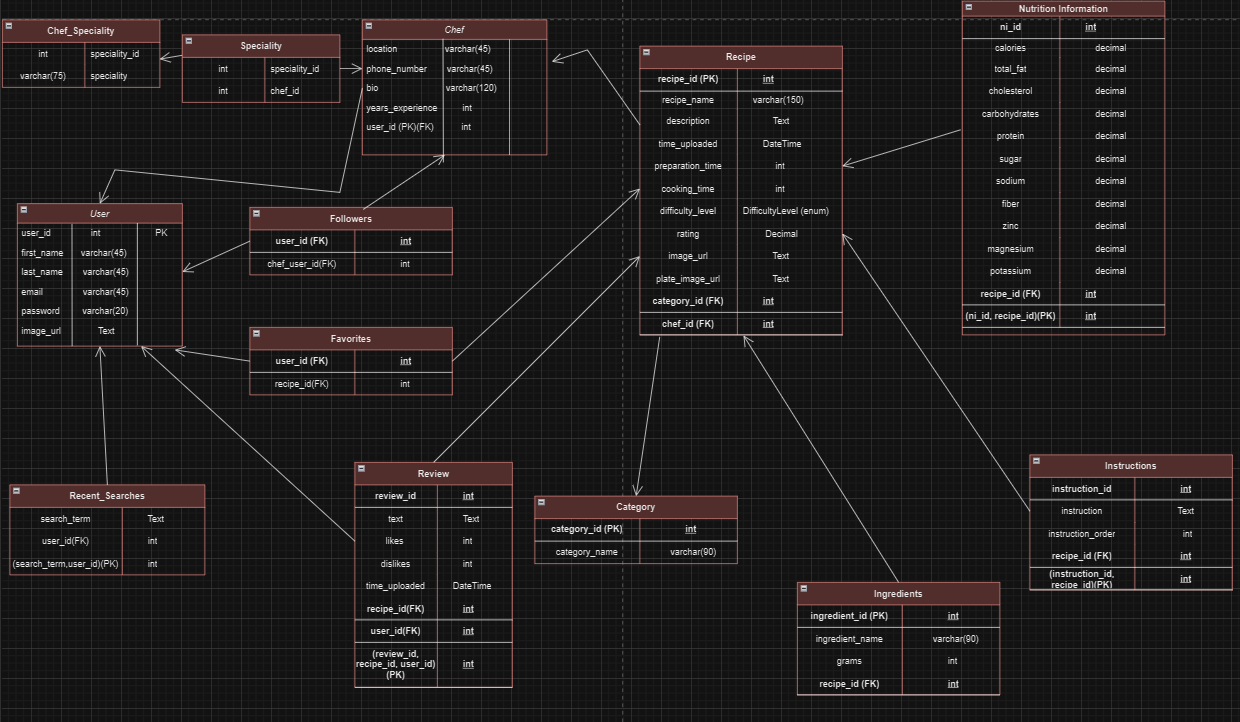 Chef_Speciality
int speciality_id
varchar(75) speciality
Speciality
int speciality_id
int chef_id
Chef
location varchar(45)
phone_number varchar(45)
bio varchar(120)
years_experience int
user_id (PK)(FK) int
Recipe
recipe_id (PK) int
recipe_name varchar(150)
description Text
time_uploaded DateTime
preparation_time int
cooking_time int
difficulty_level DifficultyLevel (enum)
rating Decimal
image_url Text
plate_image_url Text
category_id (FK) int
chef_id (FK) int
Nutrition Information
ni_id int
calories decimal
total_fat decimal
cholesterol decimal
carbohydrates decimal
protein decimal
sugar decimal
sodium decimal
fiber decimal
zinc decimal
magnesium decimal
potassium decimal
recipe_id (FK) int
(ni_id, recipe_id)(PK) int
User
user_id int PK
first_name varchar(45)
last_name varchar(45)
email varchar(45)
password varchar(20)
image_url Text
Followers
user_id (FK) int
chef_user_id(FK) int
Favorites
user_id (FK) int
recipe_id(FK) int
Recent_Searches
search_term Text
user_id(FK) int
(search_term,user_id)(PK) int
Review
review_id int
text Text
likes int
dislikes int
time_uploaded DateTime
recipe_id(FK) int
user_id(FK) int
(review_id,
recipe_id, user_id) int
(PK)
Category
category_id (PK) int
category_name varchar(90)
Ingredients
ingredient_id (PK) int
ingredient_name varchar(90)
grams int
recipe_id (FK) int
Instructions
instruction_id int
instruction Text
instruction_order int
recipe_id (FK) int
(instruction_id, int
recipe_id)(PK)